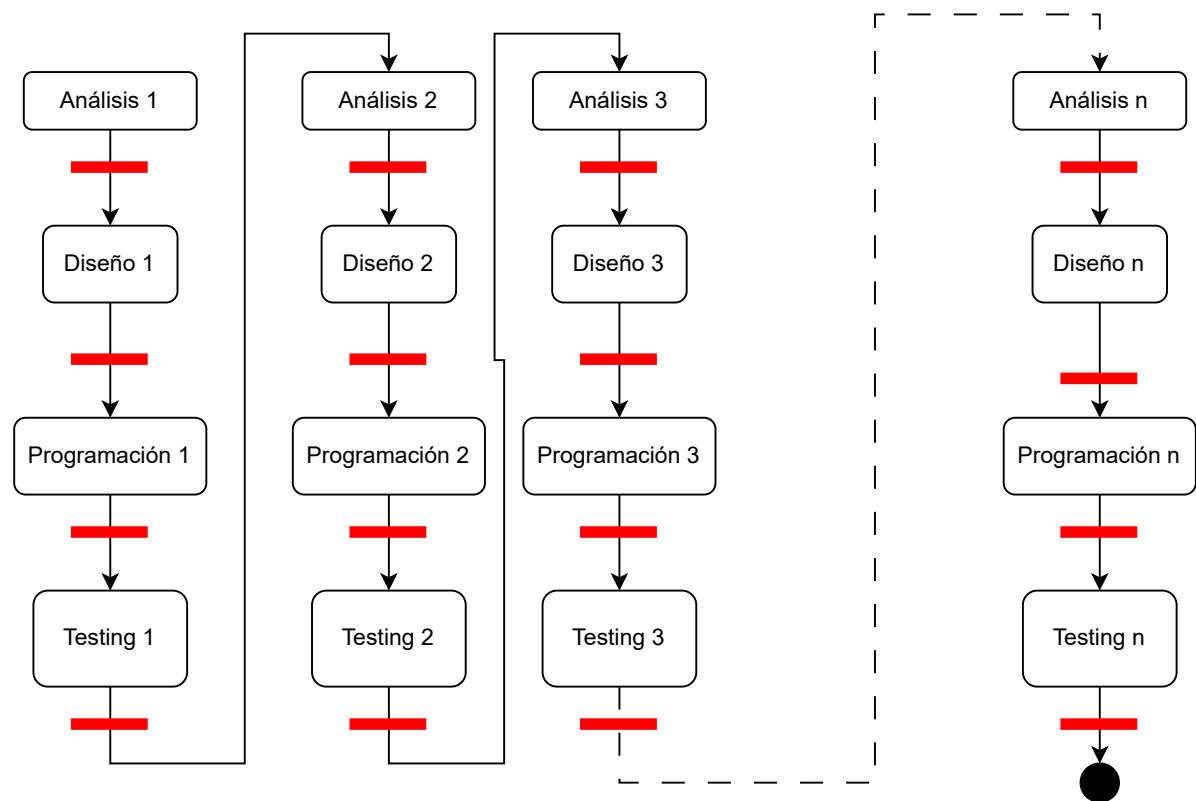 Análisis 1
Análisis 2
Análisis 3
Análisis n
Diseño 1
Diseño 2
Diseño 3
Diseño n
Programación 1
Programación 2
Programación 3
Programación n
Testing 1
Testing 2
Testing 3
Testing n